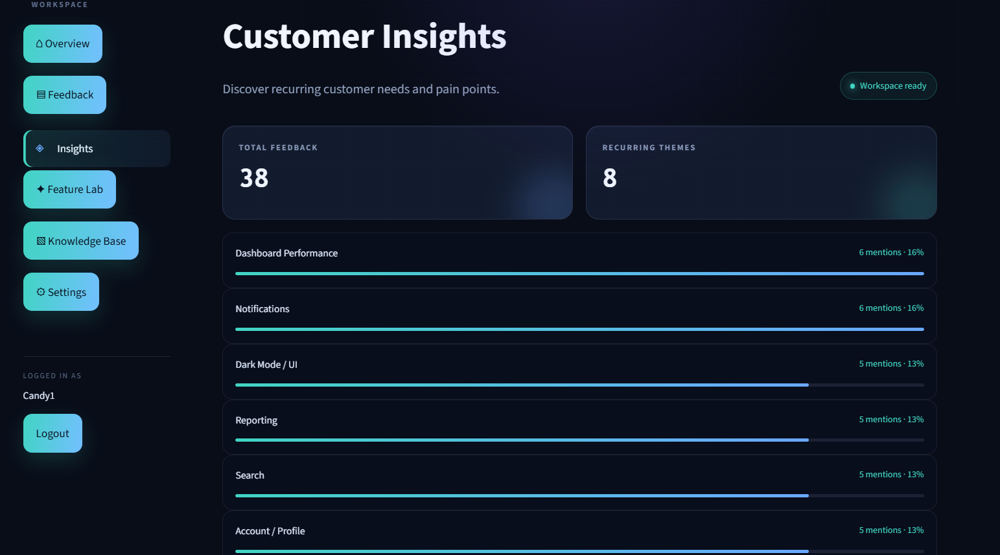 WORKSPACE
Overview
Feedback
Insights
Feature Lab
Knowledge Base
Settings
LOGGED IN AS
Candy1
Logout
Customer Insights
Discover recurring customer needs and pain points.
Workspace ready
TOTAL FEEDBACK
38
RECURRING THEMES
8
Dashboard Performance
6 mentions · 16%
Notifications
6 mentions · 16%
Dark Mode / UI
5 mentions · 13%
Reporting
5 mentions · 13%
Search
5 mentions · 13%
Account / Profile
5 mentions · 13%